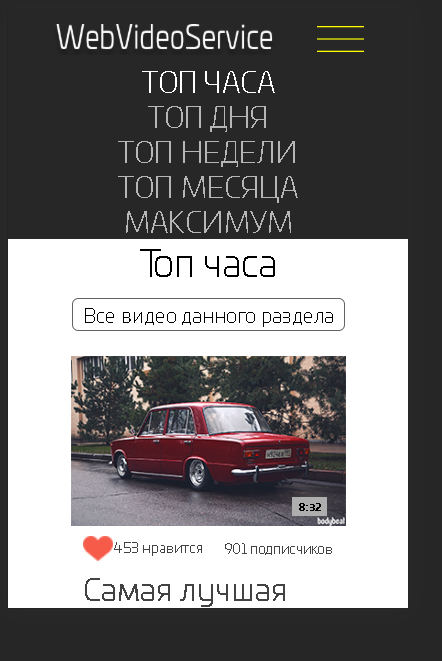 WebVideoService
ТОП ЧАСА
ТОП ДНЯ
ТОП НЕДЕЛИ
ТОП МЕСЯЦА
МАКСИМУМ
Топ часа
Все видео данного раздела
8:32
bodybeat
453 нравится 901 подписчиков
Самая лучшая